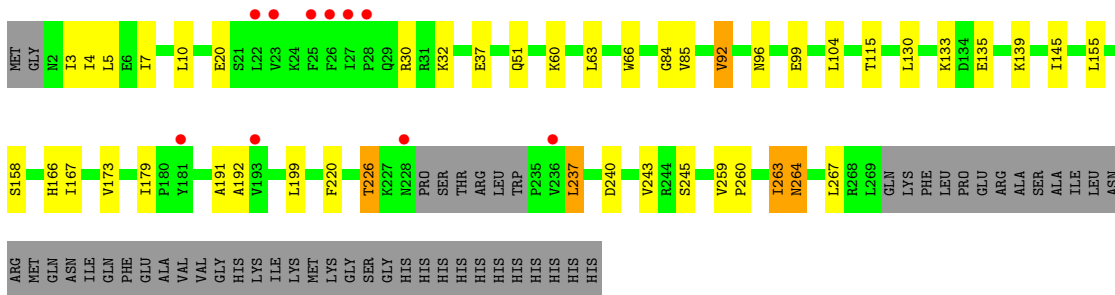 MET GLY N2 I3 I4 L5 E6 I7 L10 E20 S21 L22 V23 K24 F25 F26 I27 P28 Q29 R30 R31 K32 E37 Q51 K60 L63 W66 G84 V85 V92 N96 E99 L104 T115 L130 K133 D134 E135 K139 I145 L155
S158 H166 I167 V173 I179 P180 Y181 A191 A192 V193 L199 F220 T226 K227 N228 PRO SER THR ARG LEU TRP P235 V236 L237 D240 V243 R244 S245 V259 P260 I263 N264 L267 R268 L269 GLN LYS PHE LEU PRO GLU ARG ALA SER ALA ILE LEU ASN
ARG MET GLN ASN ILE GLN PHE GLU ALA VAL VAL GLY HIS LYS ILE LYS MET LYS GLY SER GLY HIS HIS HIS HIS HIS HIS HIS HIS HIS HIS